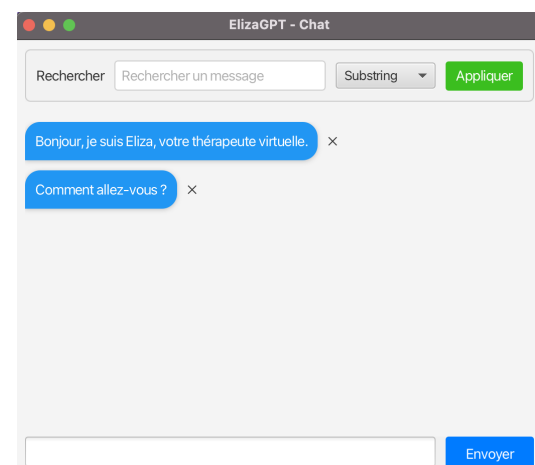 ElizaGPT - Chat
Rechercher Rechercher un message Substring Appliquer
Bonjour, je suis Eliza, votre thérapeute virtuelle. ×
Comment allez-vous ? ×
Envoyer